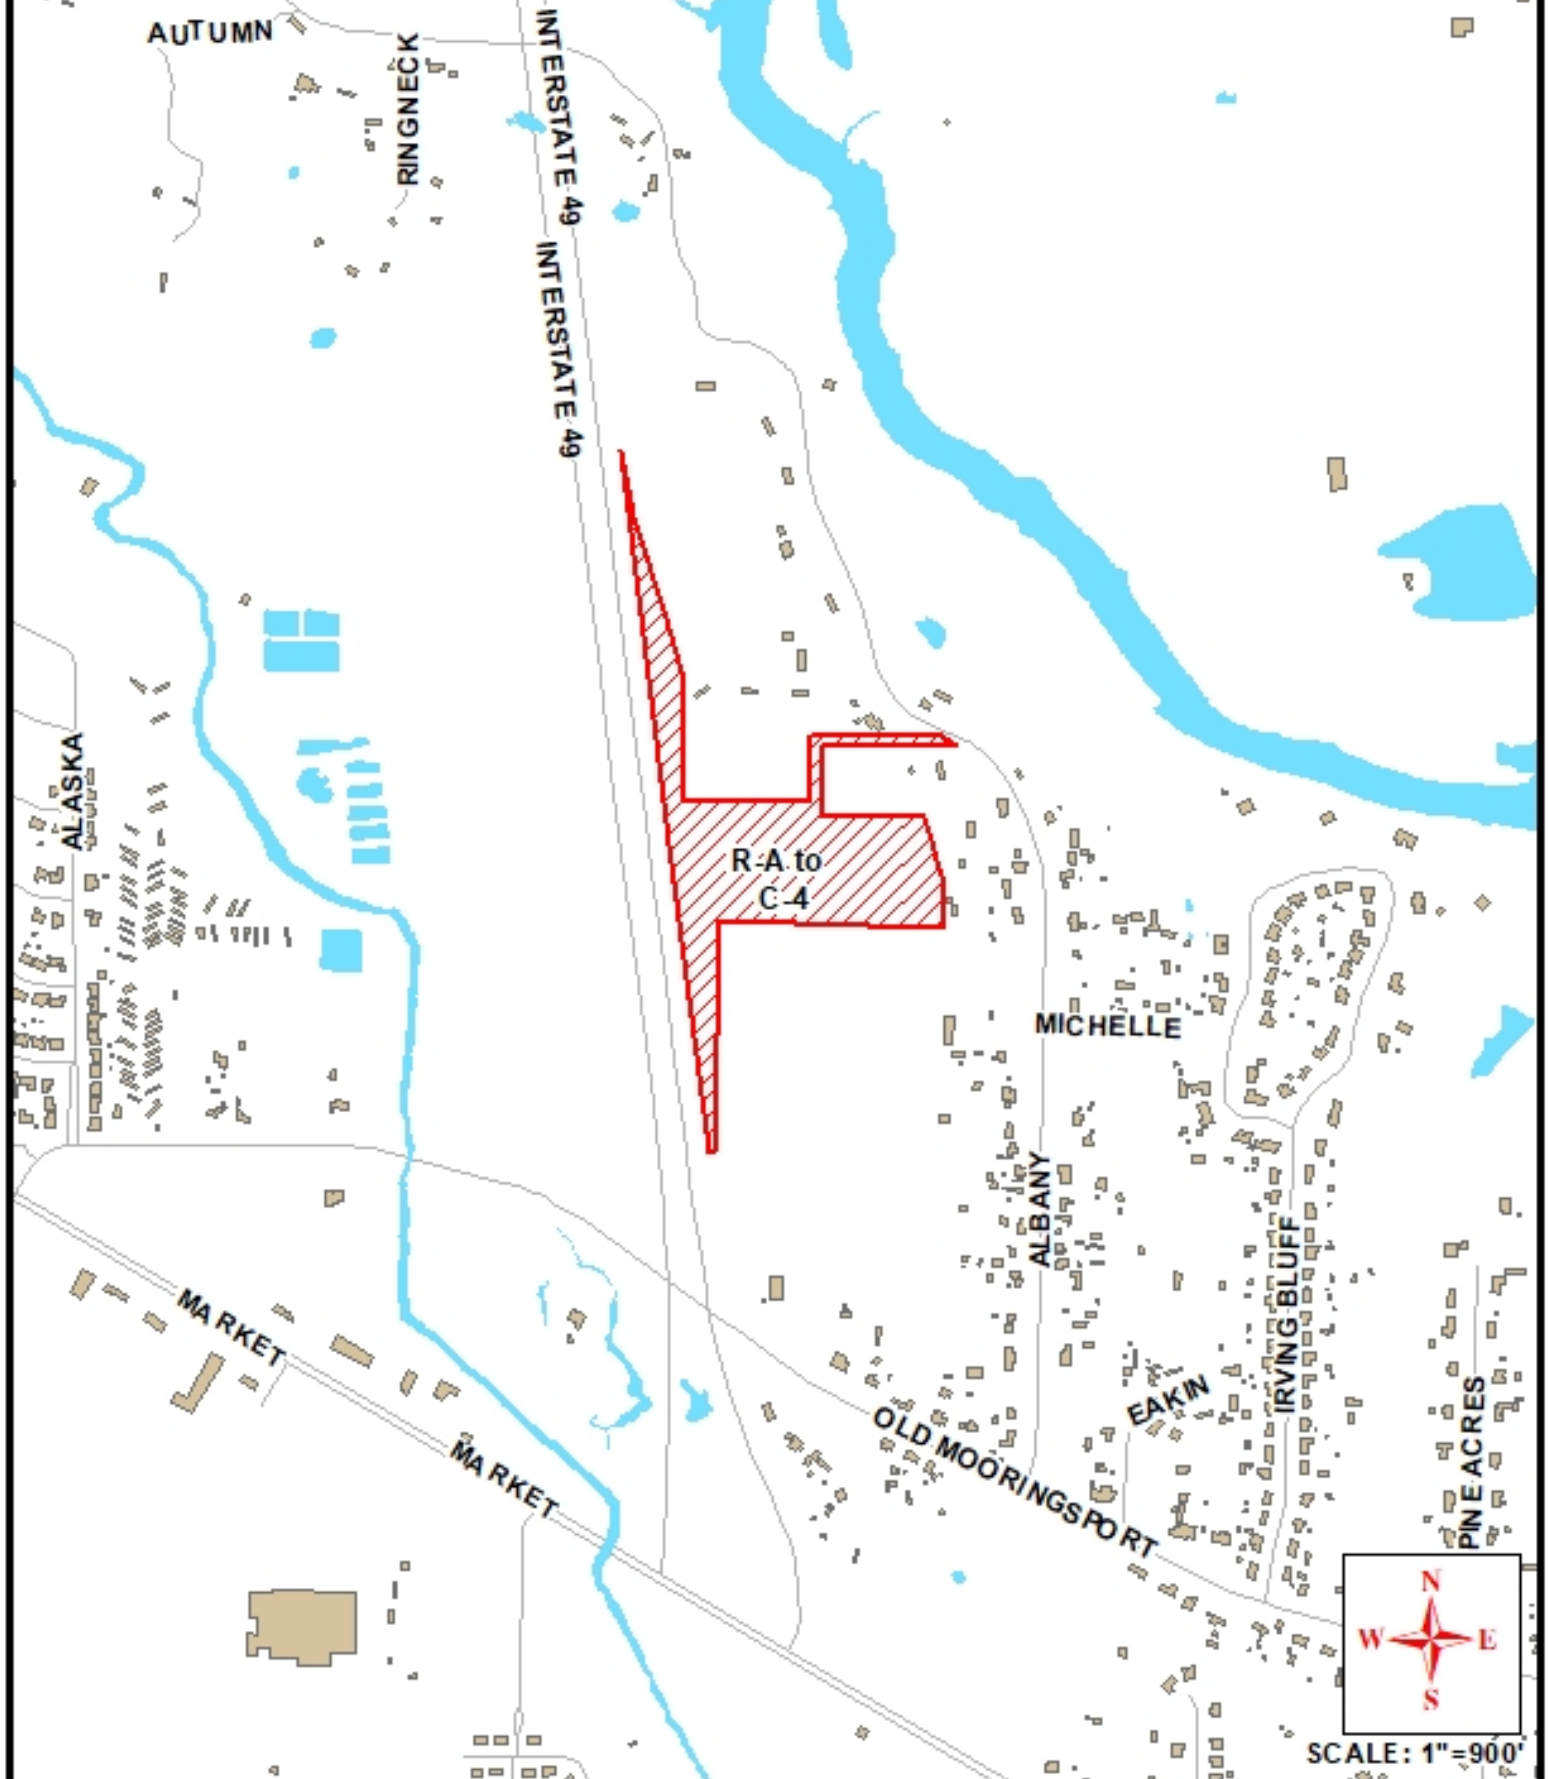 AUTUMN
RINGNECK
INTERSTATE 49
INTERSTATE 49
ALASKA
R-A to
C-4
MICHELLE
ALBANY
IRVING BLUFF
MARKET
EAKIN
PINE ACRES
OLD MOORINGSPORT
MARKET
N
W E
S
SCALE: 1"=900'